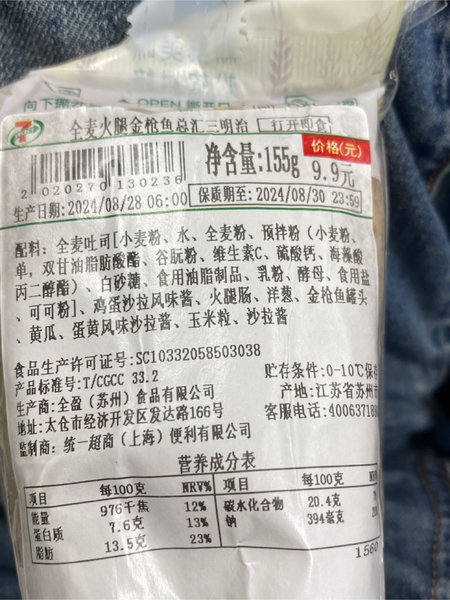 向下撕
OPEN
全麦火腿金枪鱼总汇三明治 打开即食
2 020270 130236
净含量:155g
价格(元)
9.9元
生产日期:2024/08/28 06:00
保质期至:2024/08/30 23:59
配料: 全麦吐司[小麦粉、水、全麦粉、预拌粉（小麦粉、
单，双甘油脂肪酸酯、谷朊粉、维生素C、硫酸钙、海藻酸
丙二醇酯）、白砂糖、食用油脂制品、乳粉、酵母、食用盐
、可可粉]、鸡蛋沙拉风味酱、火腿肠、洋葱、金枪鱼罐头
、黄瓜、蛋黄风味沙拉酱、玉米粒、沙拉酱
食品生产许可证号:SC10332058503038
产品标准号:T/CGCC 33.2
贮存条件:0-10℃保
生产商: 全盈（苏州）食品有限公司
产地:江苏省苏州市
地址: 太仓市经济开发区发达路166号
客服电话: 40063718
监制商: 统一超商（上海）便利有限公司
营养成分表
项目 每100克 NRV% 项目 每100克
能量 976千焦 12% 碳水化合物 20.4克
蛋白质 7.6克 13% 钠 394毫克
脂肪 13.5克 23%
1560